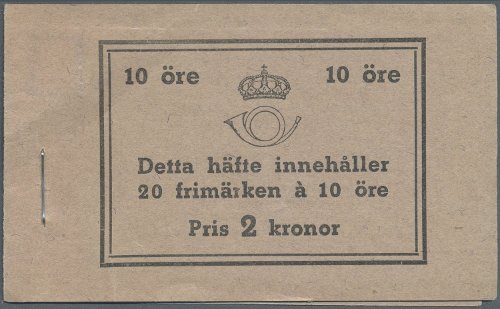 10 öre 10 öre
Detta häfte innehåller
20 frimärken à 10 öre
Pris 2 kronor